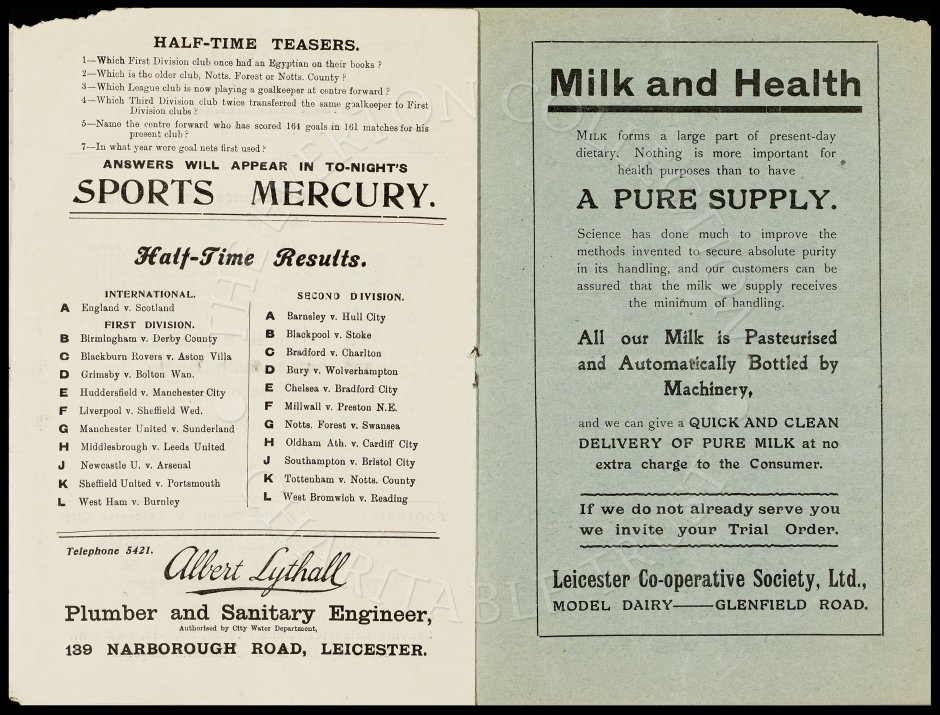 HALF-TIME TEASERS.
1—Which First Division club once had an Egyptian on their books ?
2—Which is the older club, Notts. Forest or Notts. County ?
3—Which League club is now playing a goalkeeper at centre forward ?
4—Which Third Division club twice transferred the same goalkeeper to First
Division clubs ?
5—Name the centre forward who has scored 164 goals in 161 matches for his
present club ?
7—In what year were goal nets first used ?
ANSWERS WILL APPEAR IN TO-NIGHT'S
SPORTS MERCURY.
Half-Time Results.
INTERNATIONAL.
A England v. Scotland
FIRST DIVISION.
B Birmingham v. Derby County
C Blackburn Rovers v. Aston Villa
D Grimsby v. Bolton Wan.
E Huddersfield v. Manchester City
F Liverpool v. Sheffield Wed.
G Manchester United v. Sunderland
H Middlesbrough v. Leeds United
J Newcastle U. v. Arsenal
K Sheffield United v. Portsmouth
L West Ham v. Burnley
SECOND DIVISION.
A Barnsley v. Hull City
B Blackpool v. Stoke
C Bradford v. Charlton
D Bury v. Wolverhampton
E Chelsea v. Bradford City
F Millwall v. Preston N.E.
G Notts. Forest v. Swansea
H Oldham Ath. v. Cardiff City
J Southampton v. Bristol City
K Tottenham v. Notts. County
L West Bromwich v. Reading
Telephone 5421.
Albert Lythall
Plumber and Sanitary Engineer,
Authorised by City Water Department,
139 NARBOROUGH ROAD, LEICESTER.
Milk and Health
MILK forms a large part of present-day
dietary. Nothing is more important for
health purposes than to have
A PURE SUPPLY.
Science has done much to improve the
methods invented to secure absolute purity
in its handling, and our customers can be
assured that the milk we supply receives
the minimum of handling.
All our Milk is Pasteurised
and Automatically Bottled by
Machinery,
and we can give a QUICK AND CLEAN
DELIVERY OF PURE MILK at no
extra charge to the Consumer.
If we do not already serve you
we invite your Trial Order.
Leicester Co-operative Society, Ltd.,
MODEL DAIRY——GLENFIELD ROAD.